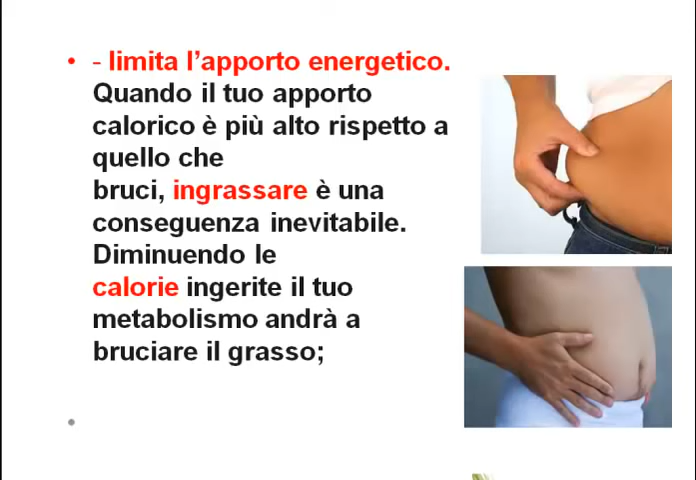 - limita l’apporto energetico.
Quando il tuo apporto
calorico è più alto rispetto a
quello che
bruci, ingrassare è una
conseguenza inevitabile.
Diminuendo le
calorie ingerite il tuo
metabolismo andrà a
bruciare il grasso;